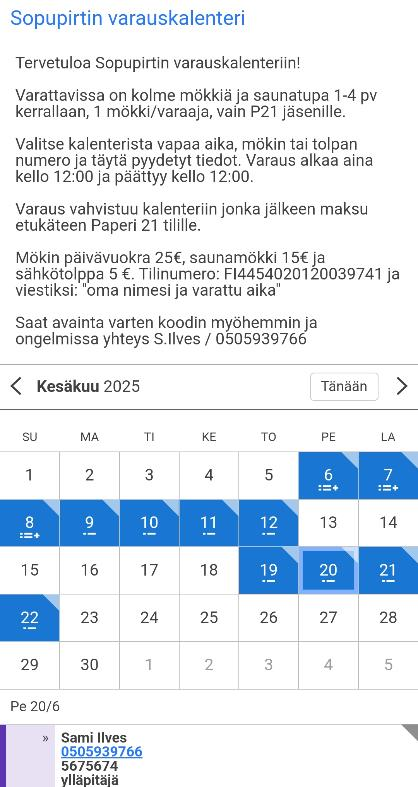 Sopupirtin varauskalenteri
Tervetuloa Sopupirtin varauskalenteriin!
Varattavissa on kolme mökkiä ja saunatupa 1-4 pv
kerrallaan, 1 mökki/varaaja, vain P21 jäsenille.
Valitse kalenterista vapaa aika, mökin tai tolpan
numero ja täytä pyydetyt tiedot. Varaus alkaa aina
kello 12:00 ja päättyy kello 12:00.
Varaus vahvistuu kalenteriin jonka jälkeen maksu
etukäteen Paperi 21 tilille.
Mökin päivävuokra 25€, saunamökki 15€ ja
sähkötolppa 5 €. Tilinumero: FI4454020120039741 ja
viestiksi: "oma nimesi ja varattu aika"
Saat avainta varten koodin myöhemmin ja
ongelmissa yhteys S.Ilves / 0505939766
Kesäkuu 2025 Tänään
SU MA TI KE TO PE LA
1 2 3 4 5 6 7
8 9 10 11 12 13 14
15 16 17 18 19 20 21
22 23 24 25 26 27 28
29 30 1 2 3 4 5
Pe 20/6
» Sami Ilves
0505939766
5675674
ylläpitäjä